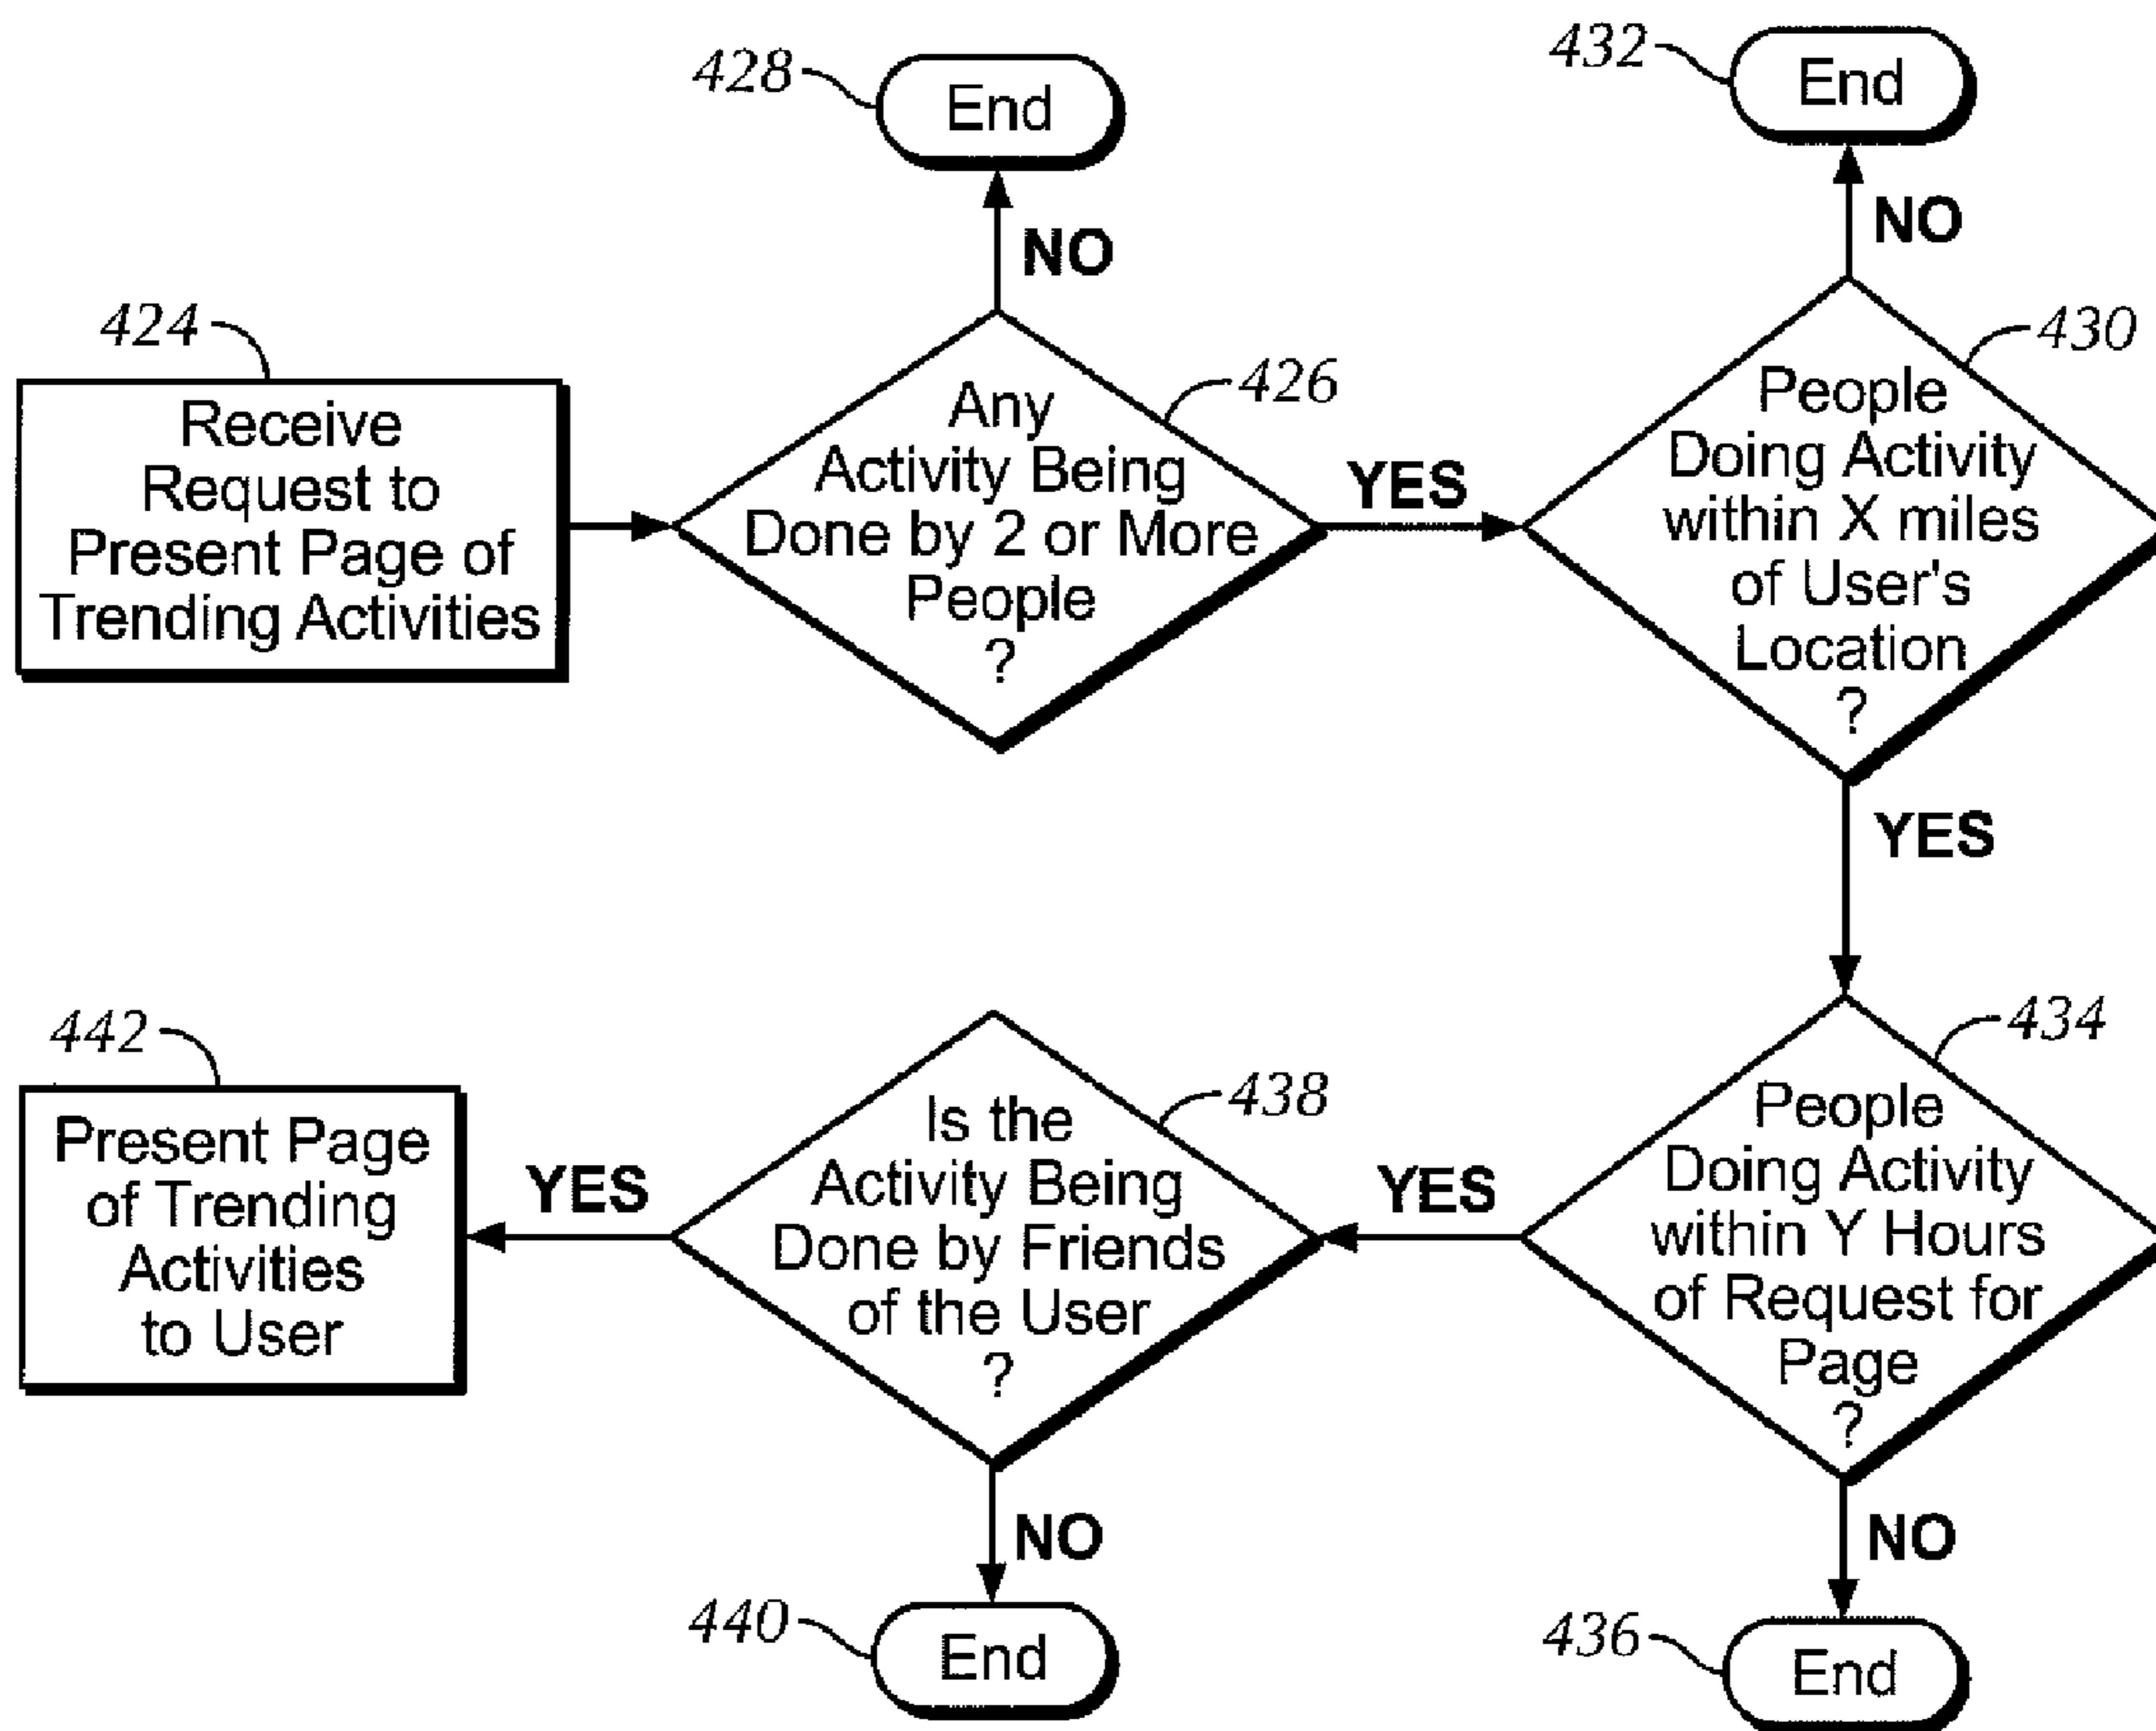 428
End
NO
432
End
NO
424
Receive
Request to
Present Page of
Trending Activities
426
Any
Activity Being
Done by 2 or More
People
?
YES
430
People
Doing Activity
within X miles
of User's
Location
?
YES
434
People
Doing Activity
within Y Hours
of Request for
Page
?
YES
NO
436
End
438
Is the
Activity Being
Done by Friends
of the User
?
YES
NO
440
End
442
Present Page
of Trending
Activities
to User